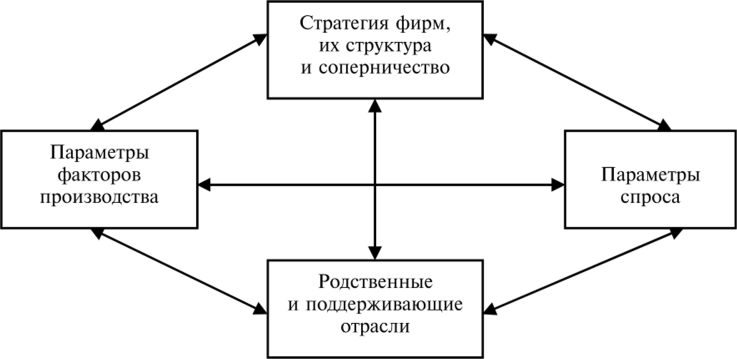 Стратегия фирм,
их структура
и соперничество
Параметры
факторов
производства
Параметры
спроса
Родственные
и поддерживающие
отрасли